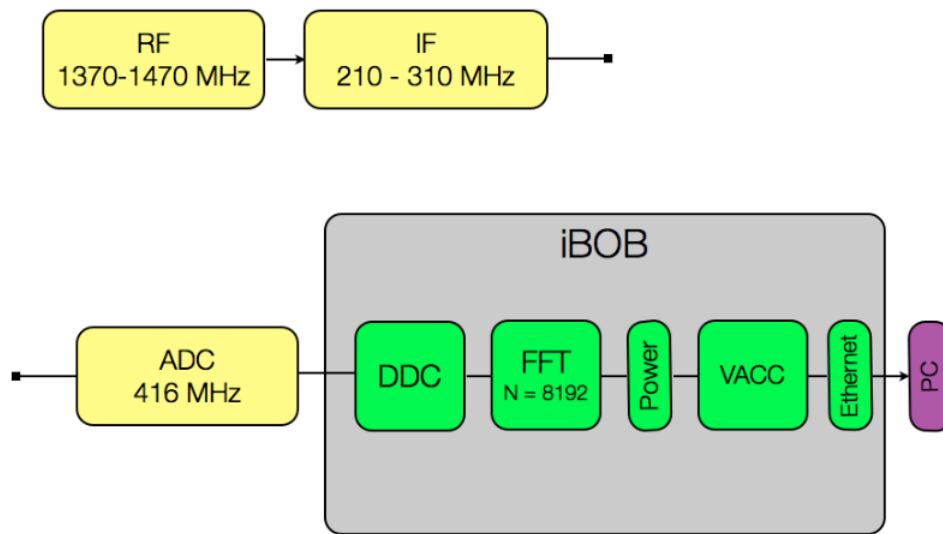 RF
1370-1470 MHz
IF
210 - 310 MHz
iBOB
ADC
416 MHz
DDC
FFT
N = 8192
Power
VACC
Ethernet
PC